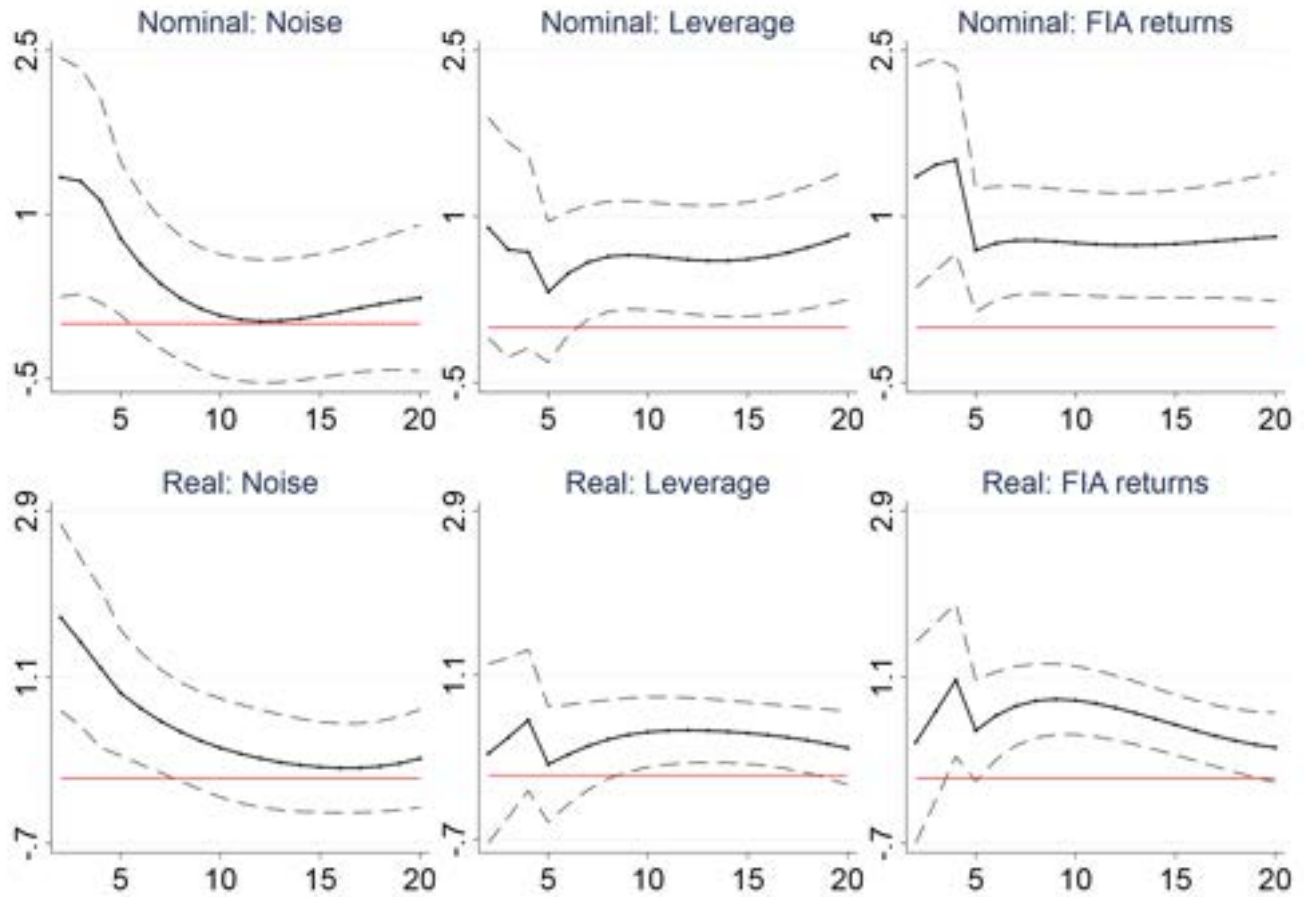 Nominal: Noise
2.5
1
-.5
5 10 15 20
Nominal: Leverage
2.5
1
-.5
5 10 15 20
Nominal: FIA returns
2.5
1
-.5
5 10 15 20
Real: Noise
2.9
1.1
-.7
5 10 15 20
Real: Leverage
2.9
1.1
-.7
5 10 15 20
Real: FIA returns
2.9
1.1
-.7
5 10 15 20